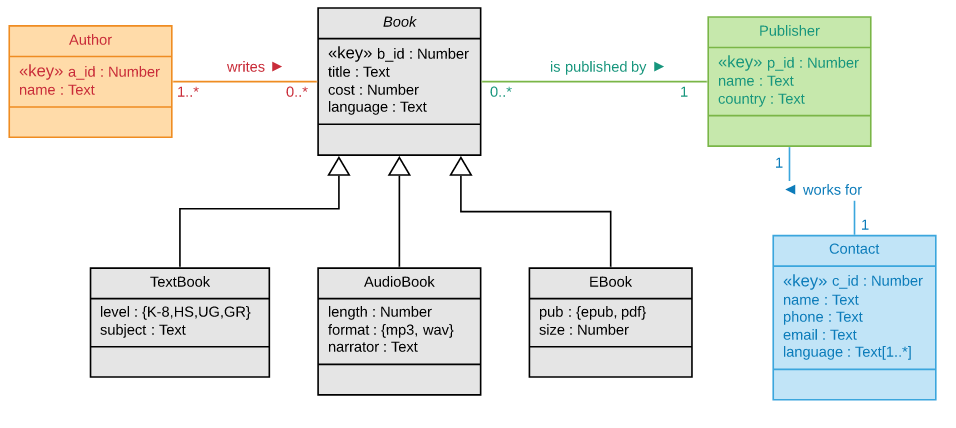 Author
«key» a_id : Number
name : Text
writes ►
1..*
0..*
Book
«key» b_id : Number
title : Text
cost : Number
language : Text
is published by ►
0..*
1
Publisher
«key» p_id : Number
name : Text
country : Text
1
◄ works for
1
Contact
«key» c_id : Number
name : Text
phone : Text
email : Text
language : Text[1..*]
TextBook
level : {K-8,HS,UG,GR}
subject : Text
AudioBook
length : Number
format : {mp3, wav}
narrator : Text
EBook
pub : {epub, pdf}
size : Number